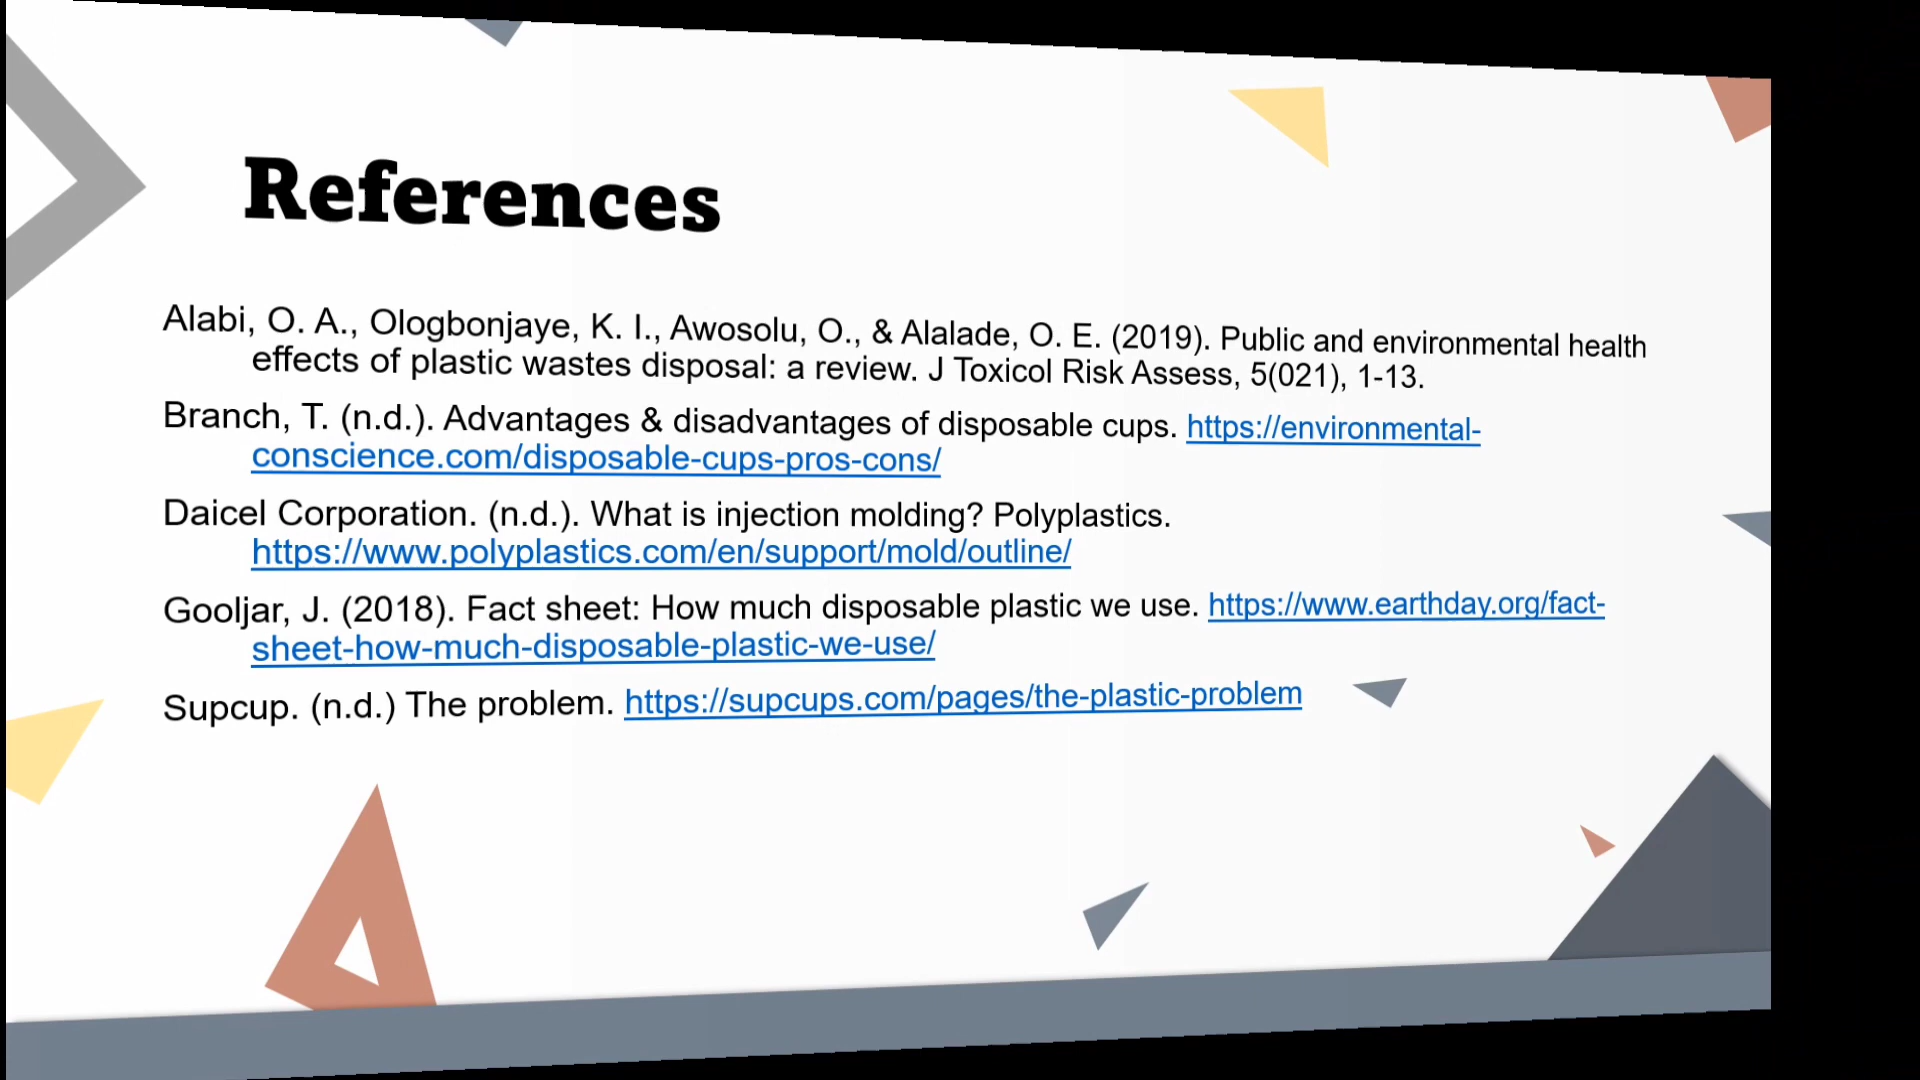 References
Alabi, O. A., Ologbonjaye, K. I., Awosolu, O., & Alalade, O. E. (2019). Public and environmental health
effects of plastic wastes disposal: a review. J Toxicol Risk Assess, 5(021), 1-13.
Branch, T. (n.d.). Advantages & disadvantages of disposable cups. https://environmental-
conscience.com/disposable-cups-pros-cons/
Daicel Corporation. (n.d.). What is injection molding? Polyplastics.
https://www.polyplastics.com/en/support/mold/outline/
Gooljar, J. (2018). Fact sheet: How much disposable plastic we use. https://www.earthday.org/fact-
sheet-how-much-disposable-plastic-we-use/
Supcup. (n.d.) The problem. https://supcups.com/pages/the-plastic-problem